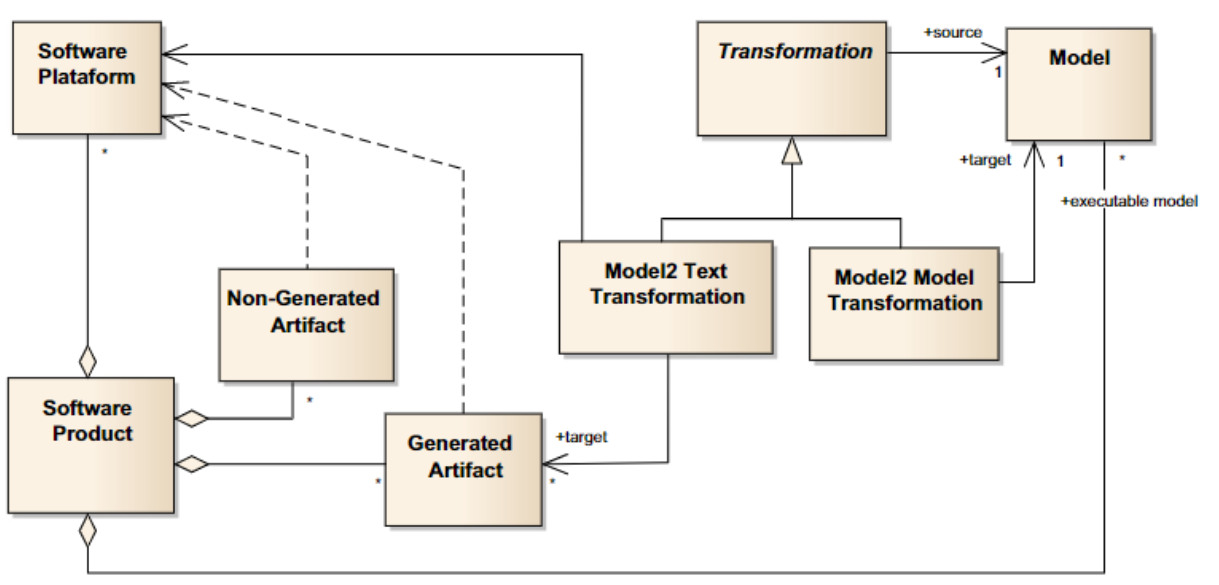 Software
Plataform
*
Transformation
+source
1
Model
+target
1
*
+executable model
Non-Generated
Artifact
*
Model2 Text
Transformation
Model2 Model
Transformation
Software
Product
Generated
Artifact
*
+target
*